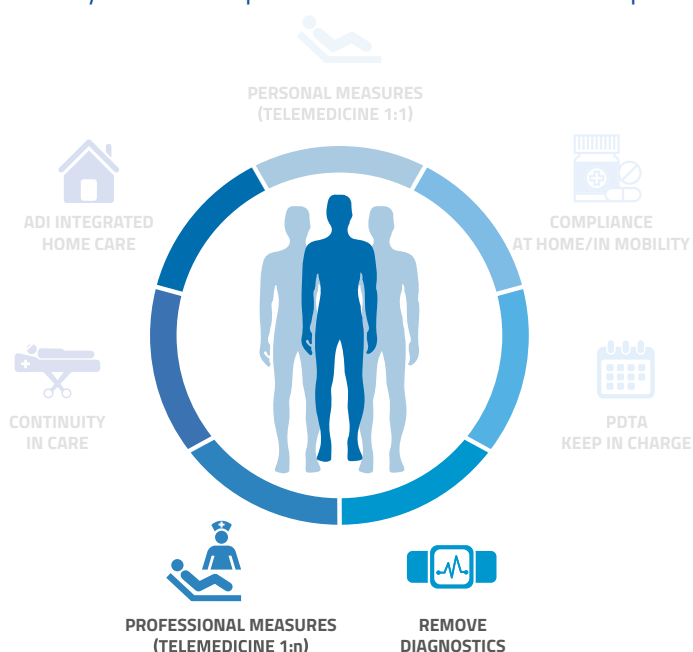 PERSONAL MEASURES
(TELEMEDICINE 1:1)
ADI INTEGRATED
HOME CARE
COMPLIANCE
AT HOME/IN MOBILITY
CONTINUITY
IN CARE
PDTA
KEEP IN CHARGE
PROFESSIONAL MEASURES
(TELEMEDICINE 1:n)
REMOVE
DIAGNOSTICS